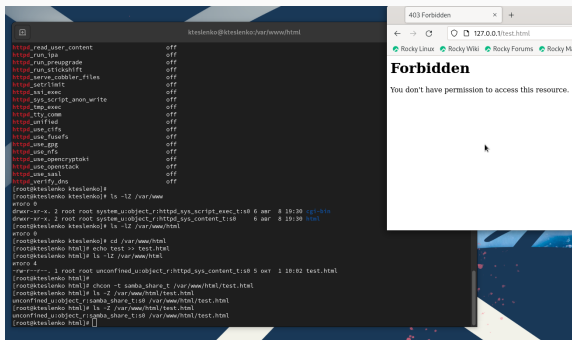 kteslenko@kteslenko:/var/www/html
httpd_read_user_content off
httpd_run_ipa off
httpd_run_preupgrade off
httpd_run_stickshift off
httpd_serve_cobbler_files off
httpd_setrlimit off
httpd_ssi_exec off
httpd_sys_script_anon_write off
httpd_tmp_exec off
httpd_tty_comm off
httpd_unified off
httpd_use_cifs off
httpd_use_fusefs off
httpd_use_gpg off
httpd_use_nfs off
httpd_use_opencryptoki off
httpd_use_openstack off
httpd_use_sasl off
httpd_verify_dns off
[root@kteslenko kteslenko]#
[root@kteslenko kteslenko]# ls -lZ /var/www
итого 0
drwxr-xr-x. 2 root root system_u:object_r:httpd_sys_script_exec_t:s0 6 авг 8 19:30 cgi-bin
drwxr-xr-x. 2 root root system_u:object_r:httpd_sys_content_t:s0 6 авг 8 19:30 html
[root@kteslenko kteslenko]# ls -lZ /var/www/html
итого 0
[root@kteslenko kteslenko]# cd /var/www/html
[root@kteslenko html]# echo test >> test.html
[root@kteslenko html]# ls -lZ /var/www/html
итого 4
-rw-r--r--. 1 root root unconfined_u:object_r:httpd_sys_content_t:s0 5 окт 1 10:02 test.html
[root@kteslenko html]#
[root@kteslenko html]# chcon -t samba_share_t /var/www/html/test.html
[root@kteslenko html]# ls -Z /var/www/html/test.html
unconfined_u:object_r:samba_share_t:s0 /var/www/html/test.html
[root@kteslenko html]# ls -Z /var/www/html/test.html
unconfined_u:object_r:samba_share_t:s0 /var/www/html/test.html
[root@kteslenko html]#
403 Forbidden
127.0.0.1/test.html
Rocky Linux Rocky Wiki Rocky Forums Rocky Ma
Forbidden
You don't have permission to access this resource.